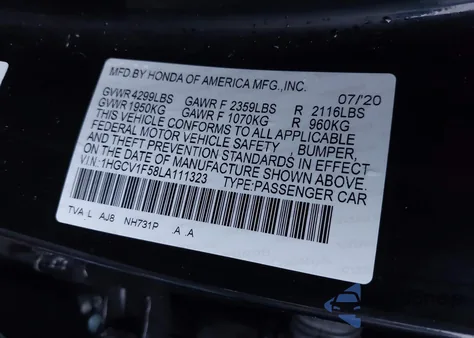 MFD.BY HONDA OF AMERICA MFG.,INC. 07/'20
GVWR 4299LBS GAWR F 2359LBS R 2116LBS
GVWR 1950KG GAWR F 1070KG R 960KG
THIS VEHICLE CONFORMS TO ALL APPLICABLE
FEDERAL MOTOR VEHICLE SAFETY, BUMPER,
AND THEFT PREVENTION STANDARDS IN EFFECT
ON THE DATE OF MANUFACTURE SHOWN ABOVE.
V.I.N:1HGCV1F58LA111323 TYPE:PASSENGER CAR
TVA L AJ8 NH731P .A .A